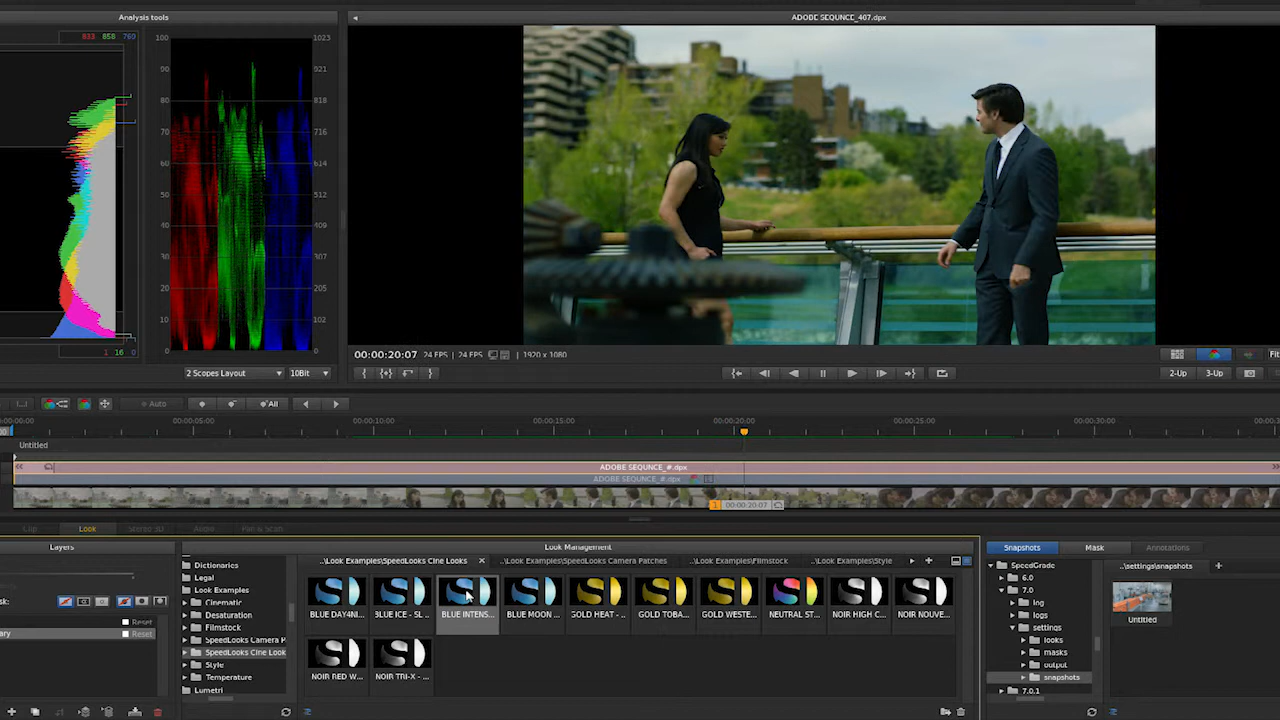 Analysis tools
ADOBE SEQUNCE_407.dpx
833 858 769
100 1023
90 921
80 818
70 716
60 614
50 512
40 409
30 307
20 205
10 102
0 0
1 16 0
2 Scopes Layout 10Bit
00:00:20:07 24 FPS 24 FPS 1920 x 1080
2-Up 3-Up
Auto
All
00:00:05:00 00:00:10:00 00:00:15:00 00:00:20:00 00:00:25:00 00:00:30:00
Untitled
ADOBE SEQUNCE_#.dpx
ADOBE SEQUNCE_#.dpx
1 00:00:20:07
Clip Look Stereo 3D Audio Pan & Scan
Layers
Reset
Reset
Look Management
Dictionaries
Legal
Look Examples
Cinematic
Desaturation
Filmstock
SpeedLooks Camera P
SpeedLooks Cine Look
Style
Temperature
Lumetri
..\Look Examples\SpeedLooks Cine Looks ..\Look Examples\SpeedLooks Camera Patches ..\Look Examples\Filmstock ..\Look Examples\Style
BLUE DAY4NI... BLUE ICE - SL... BLUE INTENS... BLUE MOON ... GOLD HEAT - ... GOLD TOBA... GOLD WESTE... NEUTRAL ST... NOIR HIGH C... NOIR NOUVE...
NOIR RED W... NOIR TRI-X - ...
Snapshots Mask Annotations
SpeedGrade
6.0
7.0
log
logs
settings
looks
masks
output
snapshots
7.0.1
..\settings\snapshots
Untitled